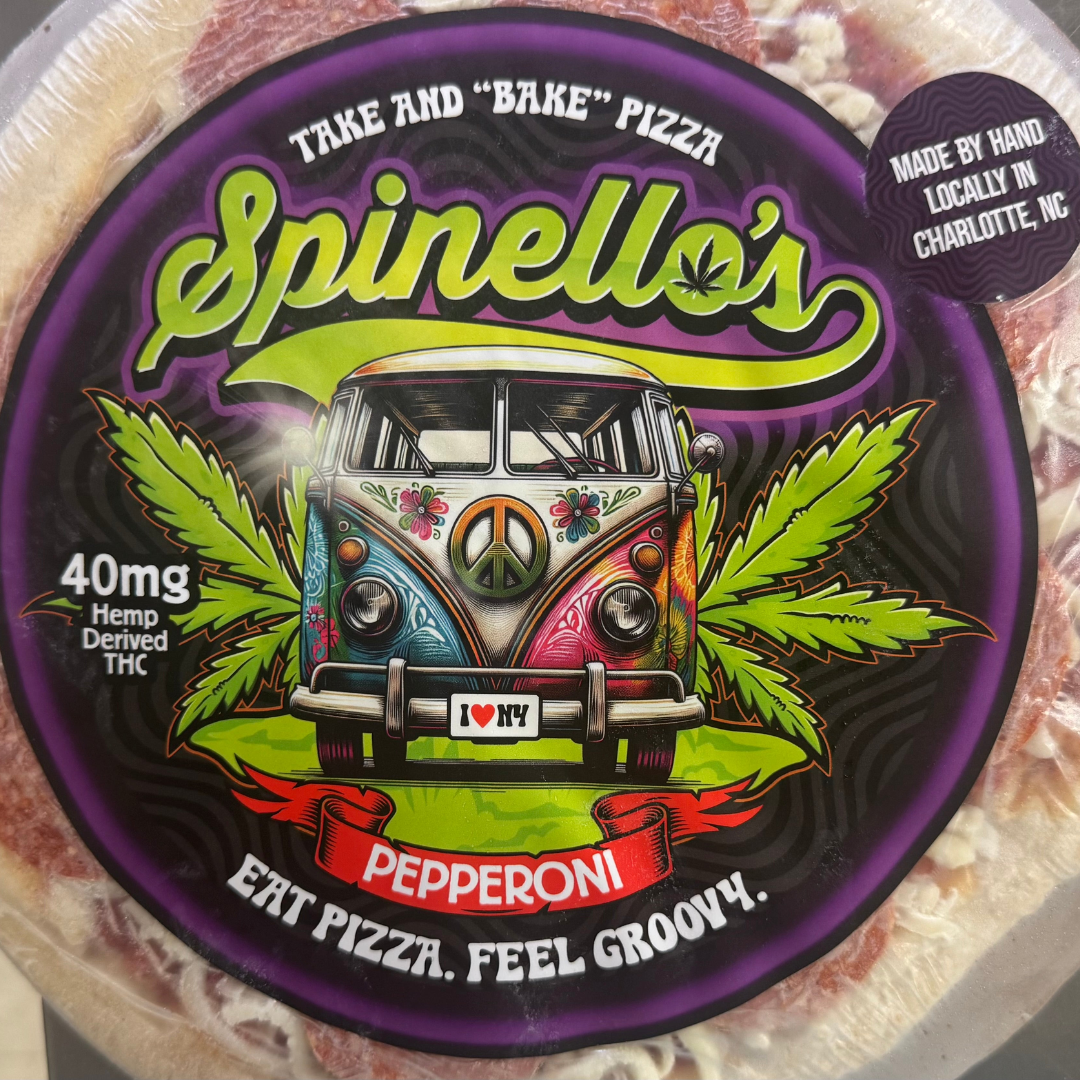 TAKE AND "BAKE" PIZZA
Spinello's
MADE BY HAND
LOCALLY IN
CHARLOTTE, NC
40mg
Hemp
Derived
THC
I ❤ NY
PEPPERONI
EAT PIZZA. FEEL GROOVY.